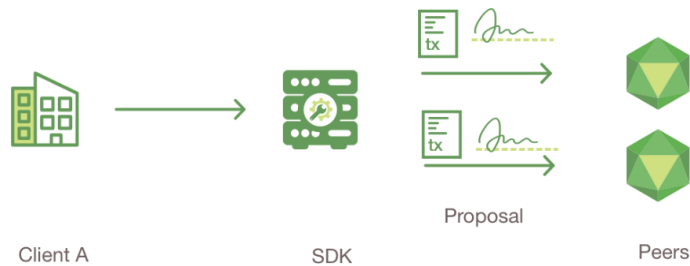 tx
tx
Proposal
Client A
SDK
Peers